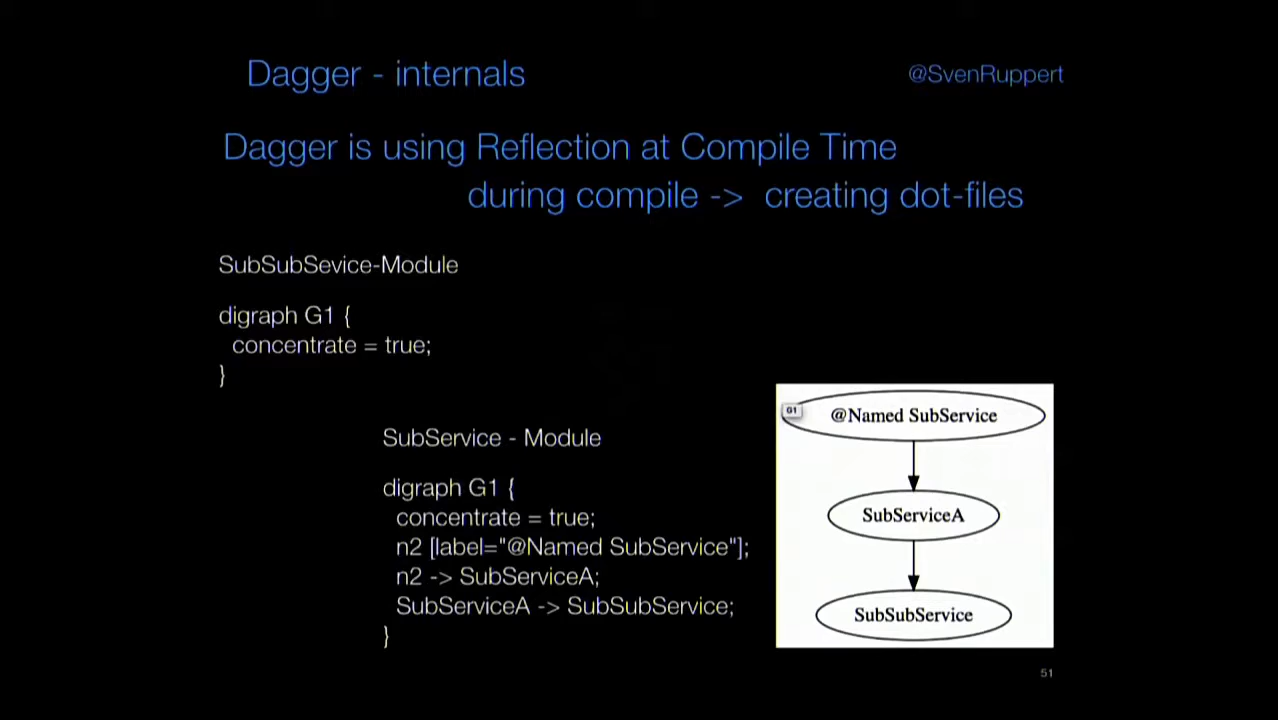 Dagger - internals
@SvenRuppert
Dagger is using Reflection at Compile Time
during compile -> creating dot-files
SubSubSevice-Module
digraph G1 {
concentrate = true;
}
SubService - Module
digraph G1 {
concentrate = true;
n2 [label="@Named SubService"];
n2 -> SubServiceA;
SubServiceA -> SubSubService;
}
G1
@Named SubService
SubServiceA
SubSubService
51